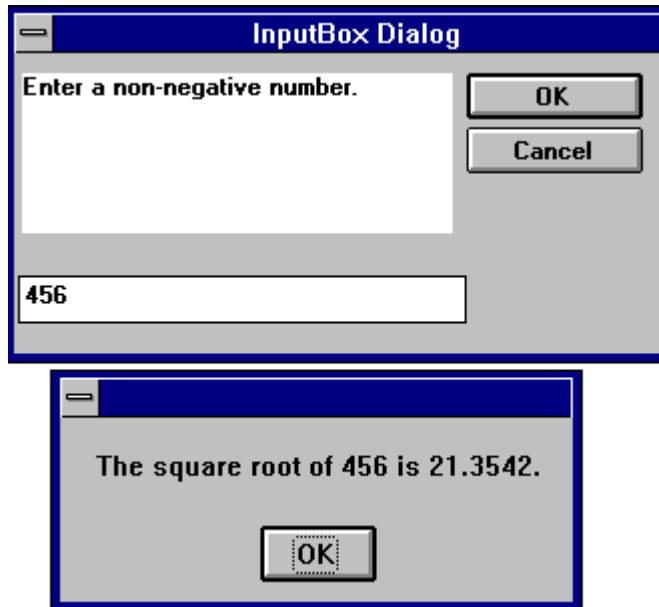 InputBox Dialog
Enter a non-negative number.
OK
Cancel
456
The square root of 456 is 21.3542.
OK